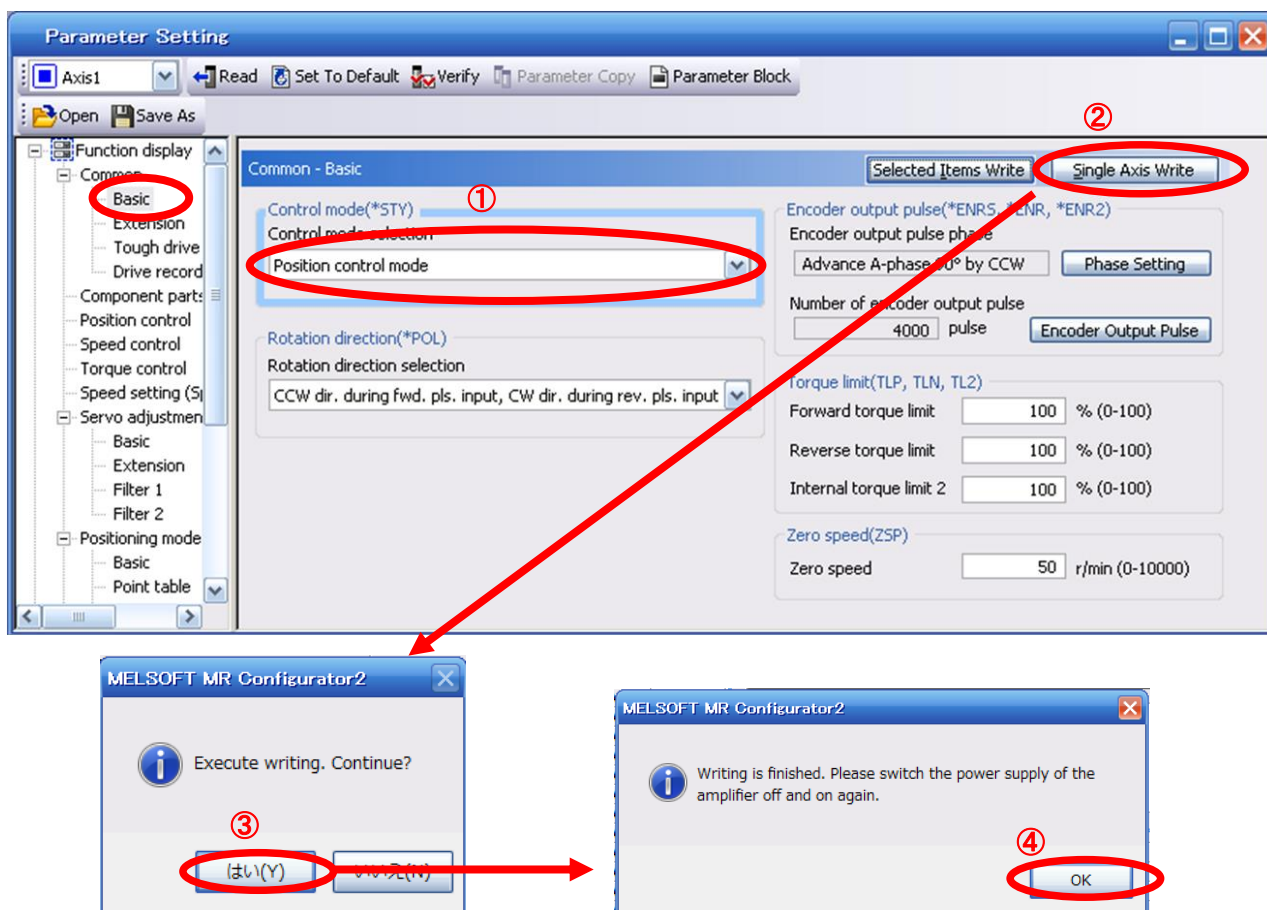 Parameter Setting
Axis1 Read Set To Default Verify Parameter Copy Parameter Block
Open Save As
②
Function display
Common
Basic
Extension
Tough drive
Drive record
Component parts
Position control
Speed control
Torque control
Speed setting (Sp
Servo adjustmen
Basic
Extension
Filter 1
Filter 2
Positioning mode
Basic
Point table
Common - Basic
Selected Items Write Single Axis Write
①
Control mode(*STY)
Control mode selection
Position control mode
Rotation direction(*POL)
Rotation direction selection
CCW dir. during fwd. pls. input, CW dir. during rev. pls. input
Encoder output pulse(*ENRS, *ENR, *ENR2)
Encoder output pulse phase
Advance A-phase 90° by CCW Phase Setting
Number of encoder output pulse
4000 pulse Encoder Output Pulse
Torque limit(TLP, TLN, TL2)
Forward torque limit 100 % (0-100)
Reverse torque limit 100 % (0-100)
Internal torque limit 2 100 % (0-100)
Zero speed(ZSP)
Zero speed 50 r/min (0-10000)
MELSOFT MR Configurator2
Execute writing. Continue?
③
はい(Y) いいえ(N)
MELSOFT MR Configurator2
Writing is finished. Please switch the power supply of the
amplifier off and on again.
④
OK